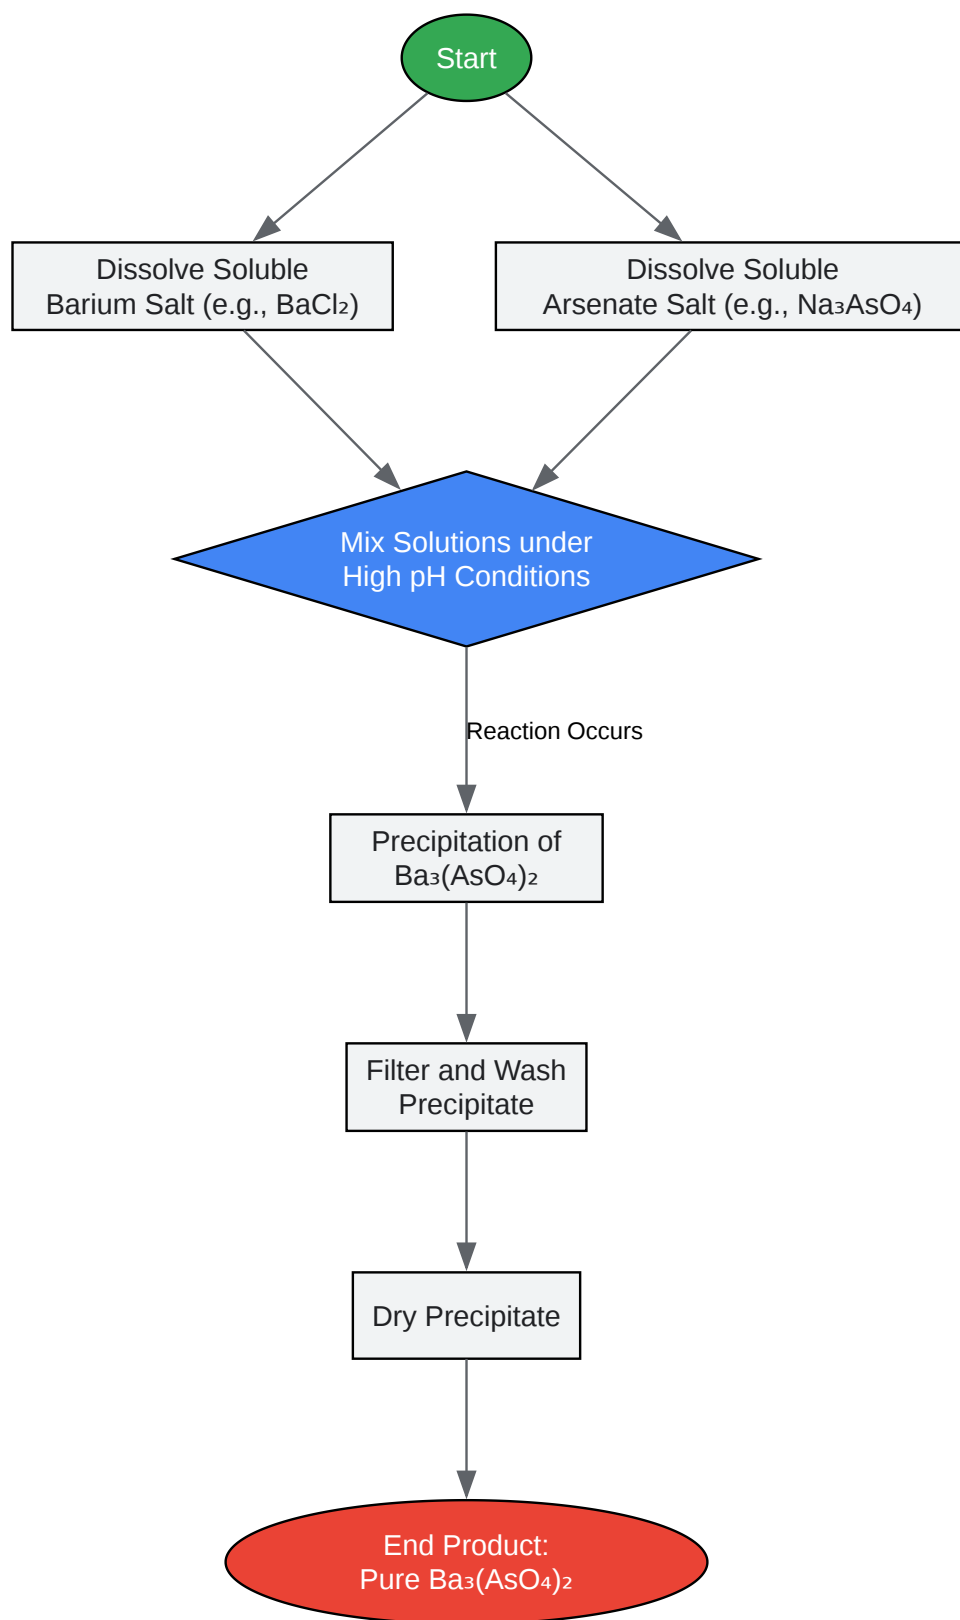 Start
Dissolve Soluble
Barium Salt (e.g., BaCl₂)
Dissolve Soluble
Arsenate Salt (e.g., Na₃AsO₄)
Mix Solutions under
High pH Conditions
Reaction Occurs
Precipitation of
Ba₃(AsO₄)₂
Filter and Wash
Precipitate
Dry Precipitate
End Product:
Pure Ba₃(AsO₄)₂